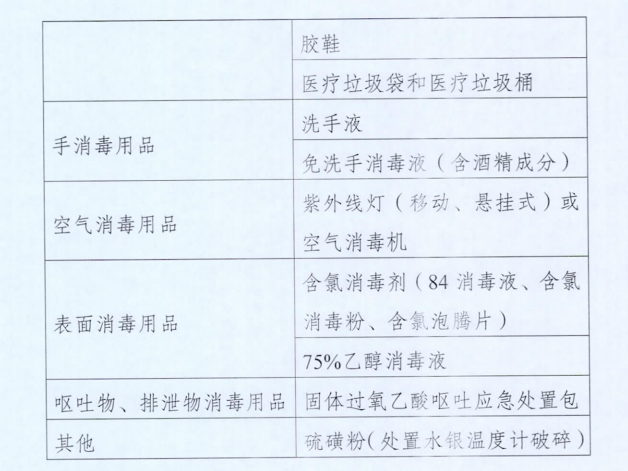 胶鞋
医疗垃圾袋和医疗垃圾桶
手消毒用品
洗手液
免洗手消毒液（含酒精成分）
空气消毒用品
紫外线灯（移动、悬挂式）或
空气消毒机
表面消毒用品
含氯消毒剂（84 消毒液、含氯
消毒粉、含氯泡腾片）
75%乙醇消毒液
呕吐物、排泄物消毒用品
固体过氧乙酸呕吐应急处置包
其他
硫磺粉（处置水银温度计破碎）